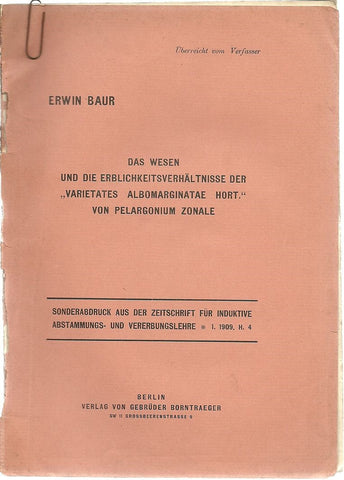 Überreicht vom Verfasser
ERWIN BAUR
DAS WESEN
UND DIE ERBLICHKEITSVERHÄLTNISSE DER
„VARIETATES ALBOMARGINATAE HORT."
VON PELARGONIUM ZONALE
SONDERABDRUCK AUS DER ZEITSCHRIFT FÜR INDUKTIVE
ABSTAMMUNGS- UND VERERBUNGSLEHRE * 1. 1909, H. 4
BERLIN
VERLAG VON GEBRÜDER BORNTRAEGER
SW 11 GROSSBEERENSTRASSE 9